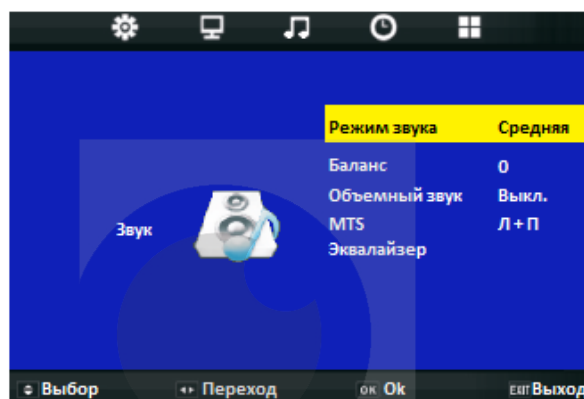 Режим звука Средняя
Баланс 0
Объемный звук Выкл.
Звук
MTS Л + П
Эквалайзер
Выбор Переход OK Ok EXIT Выход